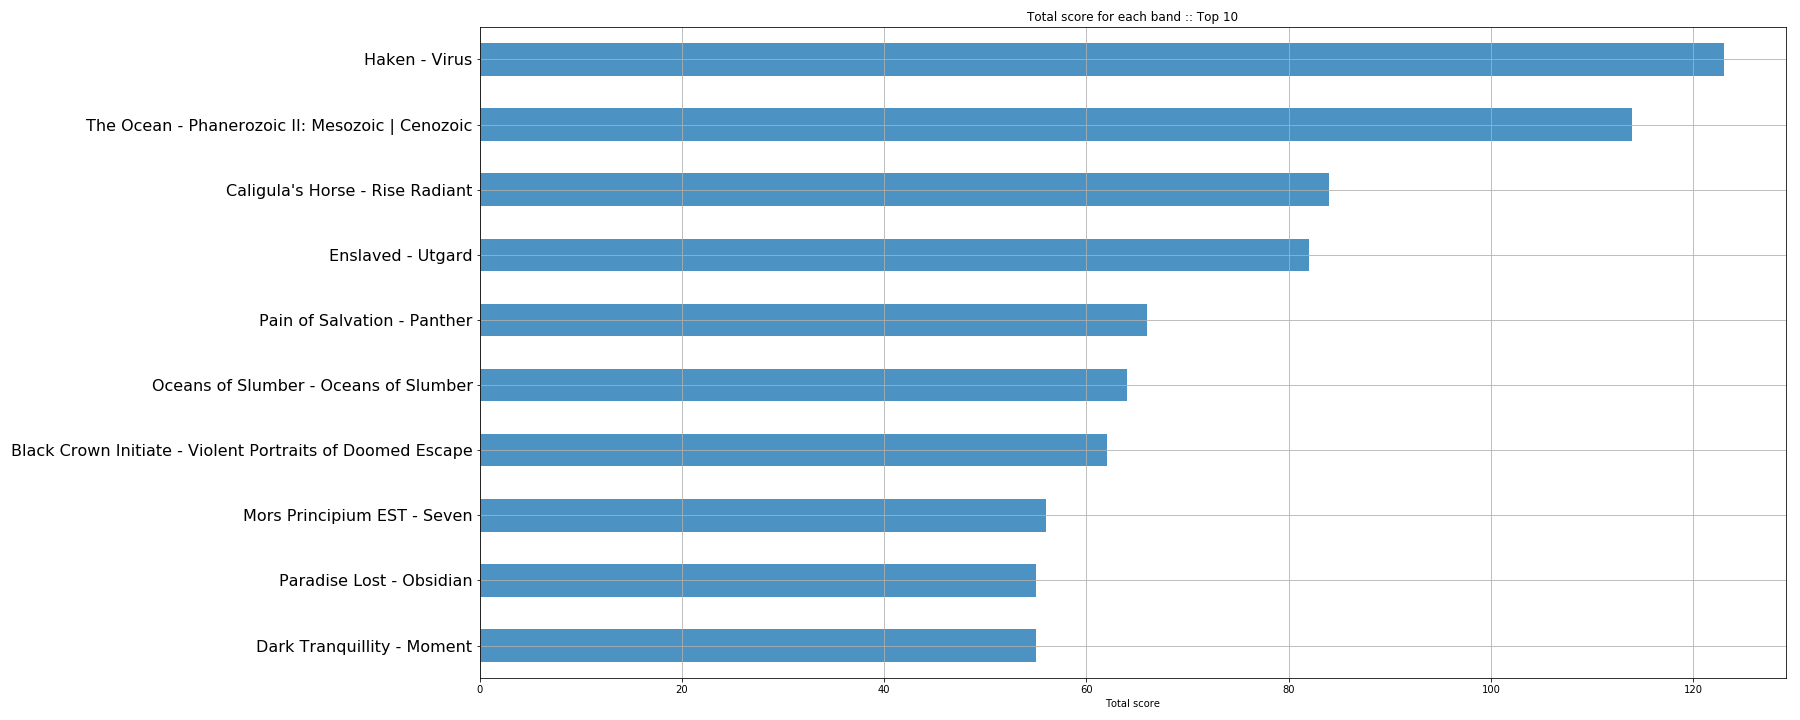 Total score for each band :: Top 10
Haken - Virus
The Ocean - Phanerozoic II: Mesozoic | Cenozoic
Caligula's Horse - Rise Radiant
Enslaved - Utgard
Pain of Salvation - Panther
Oceans of Slumber - Oceans of Slumber
Black Crown Initiate - Violent Portraits of Doomed Escape
Mors Principium EST - Seven
Paradise Lost - Obsidian
Dark Tranquillity - Moment
0 20 40 60 80 100 120
Total score